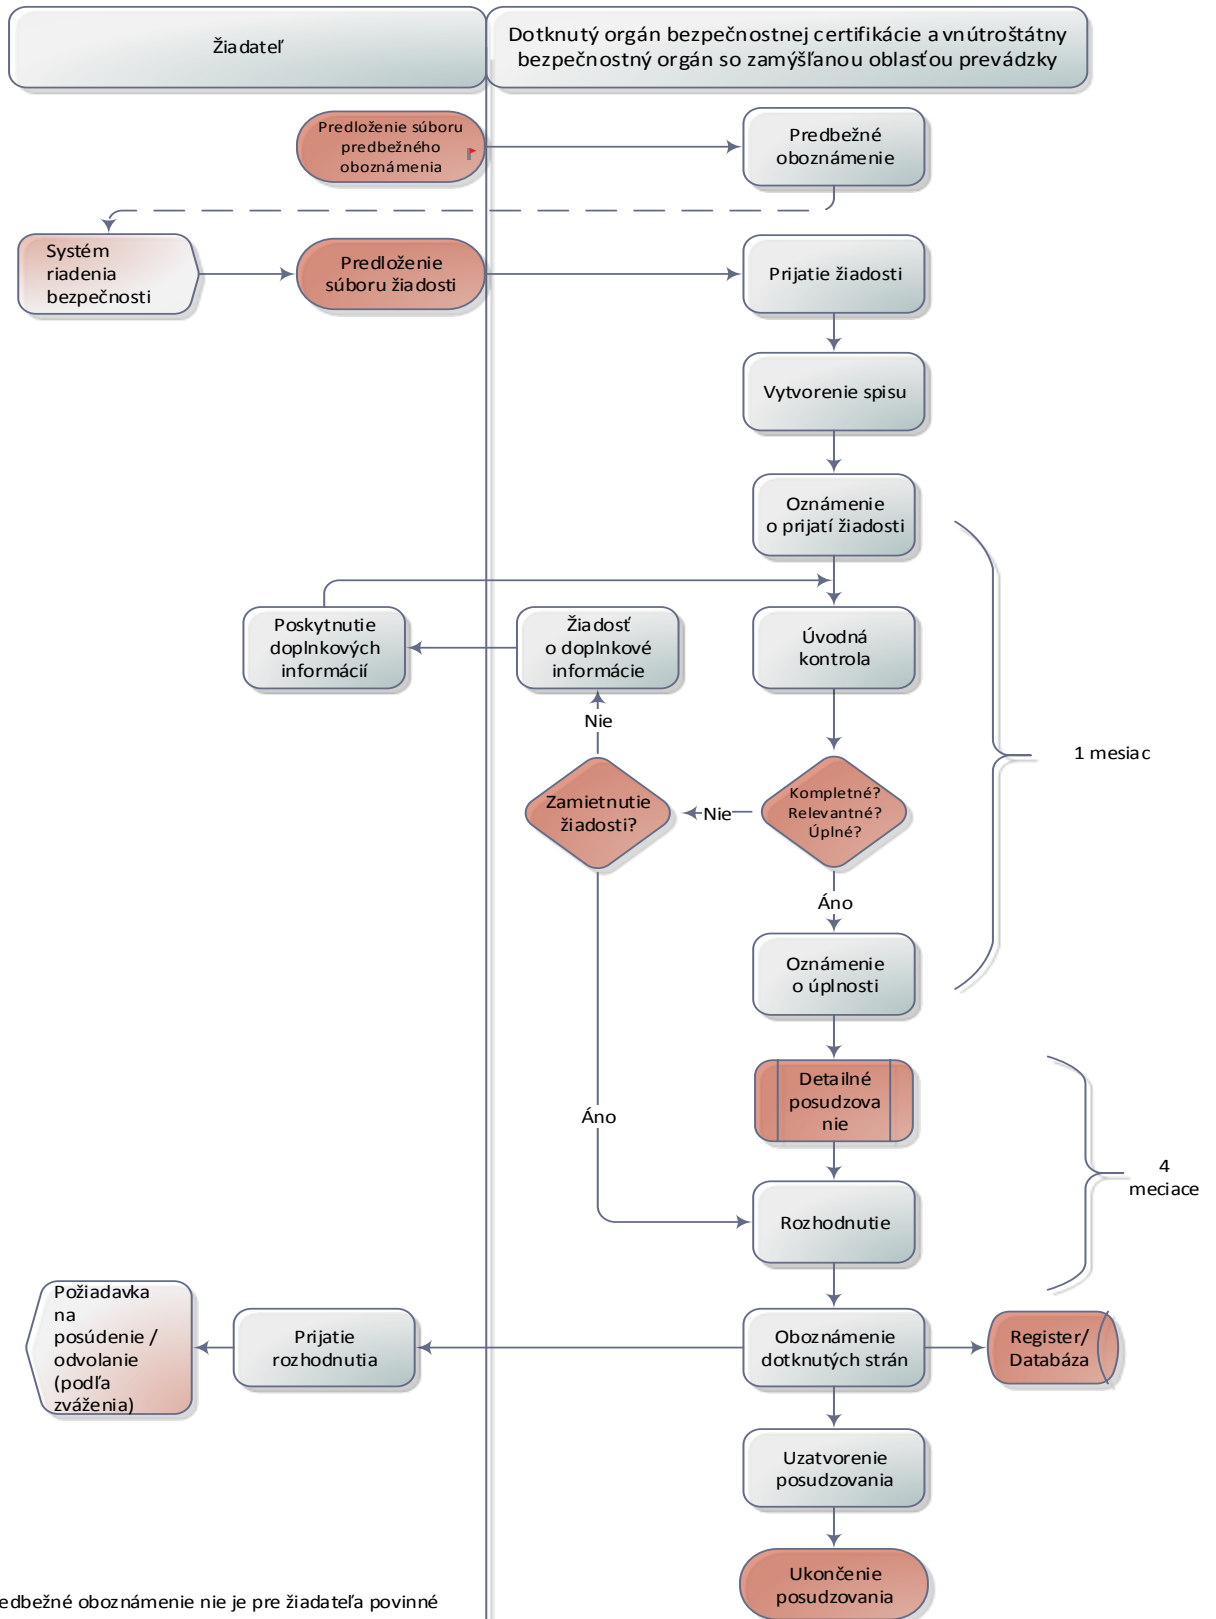 Žiadateľ
Dotknutý orgán bezpečnostnej certifikácie a vnútroštátny
bezpečnostný orgán so zamýšľanou oblasťou prevádzky
Predloženie súboru
predbežného
oboznámenia
Predbežné
oboznámenie
Systém
riadenia
bezpečnosti
Predloženie
súboru žiadosti
Prijatie žiadosti
Vytvorenie spisu
Oznámenie
o prijatí žiadosti
Poskytnutie
doplnkových
informácií
Žiadosť
o doplnkové
informácie
Úvodná
kontrola
Nie
1 mesiac
Zamietnutie
žiadosti?
Nie
Kompletné?
Relevantné?
Úplné?
Áno
Oznámenie
o úplnosti
Detailné
posudzova
nie
Áno
4
meciace
Rozhodnutie
Požiadavka
na
posúdenie /
odvolanie
(podľa
zváženia)
Prijatie
rozhodnutia
Oboznámenie
dotknutých strán
Register/
Databáza
Uzatvorenie
posudzovania
Ukončenie
posudzovania
edbežné oboznámenie nie je pre žiadateľa povinné